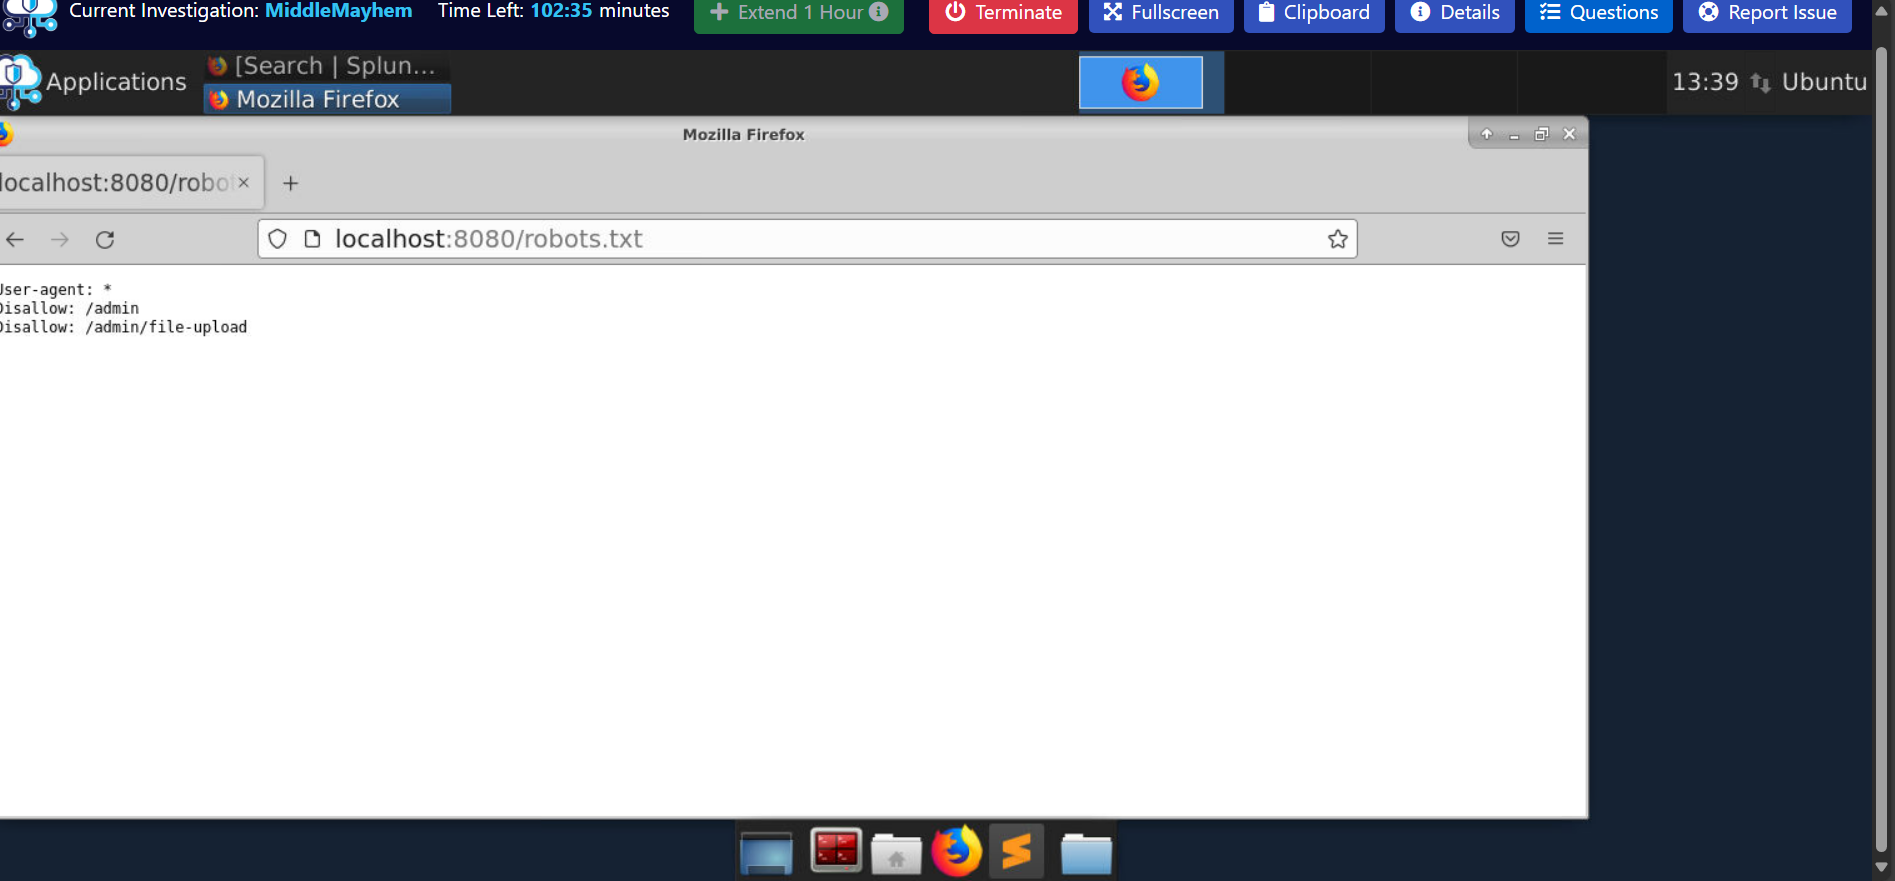 Current Investigation: MiddleMayhem Time Left: 102:35 minutes Extend 1 Hour Terminate Fullscreen Clipboard Details Questions Report Issue
Applications
[Search | Splun...
Mozilla Firefox
13:39 Ubuntu
Mozilla Firefox
localhost:8080/robot
localhost:8080/robots.txt
User-agent: *
Disallow: /admin
Disallow: /admin/file-upload